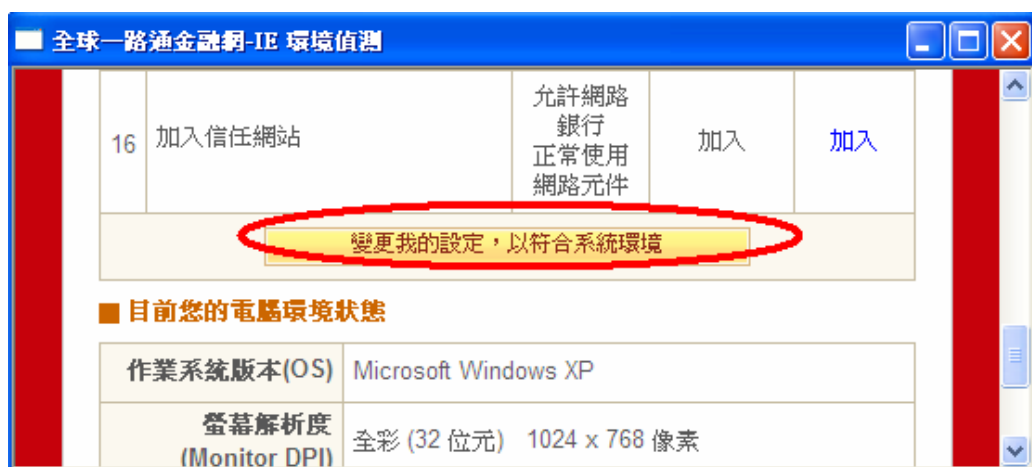 全球一路通金融網-IE 環境偵測
16 加入信任網站 允許網路 加入 加入
銀行
正常使用
網路元件
變更我的設定，以符合系統環境
目前您的電腦環境狀態
作業系統版本(OS) Microsoft Windows XP
螢幕解析度
(Monitor DPI) 全彩 (32 位元) 1024 x 768 像素